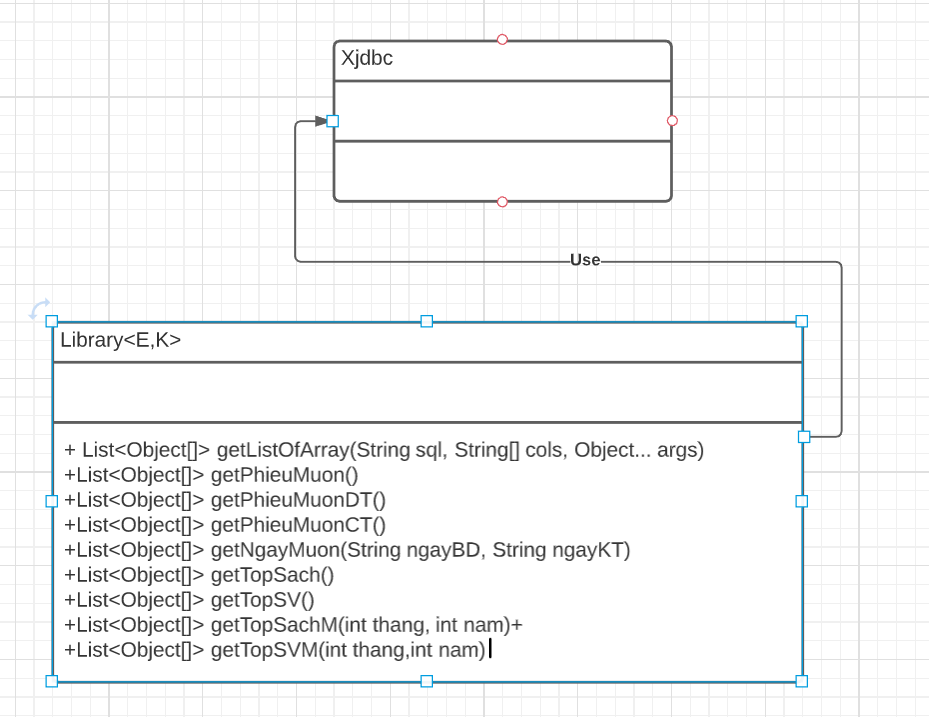 Xjdbc
Use
Library<E,K>
+ List<Object[]> getListOfArray(String sql, String[] cols, Object... args)
+List<Object[]> getPhieuMuon()
+List<Object[]> getPhieuMuonDT()
+List<Object[]> getPhieuMuonCT()
+List<Object[]> getNgayMuon(String ngayBD, String ngayKT)
+List<Object[]> getTopSach()
+List<Object[]> getTopSV()
+List<Object[]> getTopSachM(int thang, int nam)+
+List<Object[]> getTopSVM(int thang,int nam)